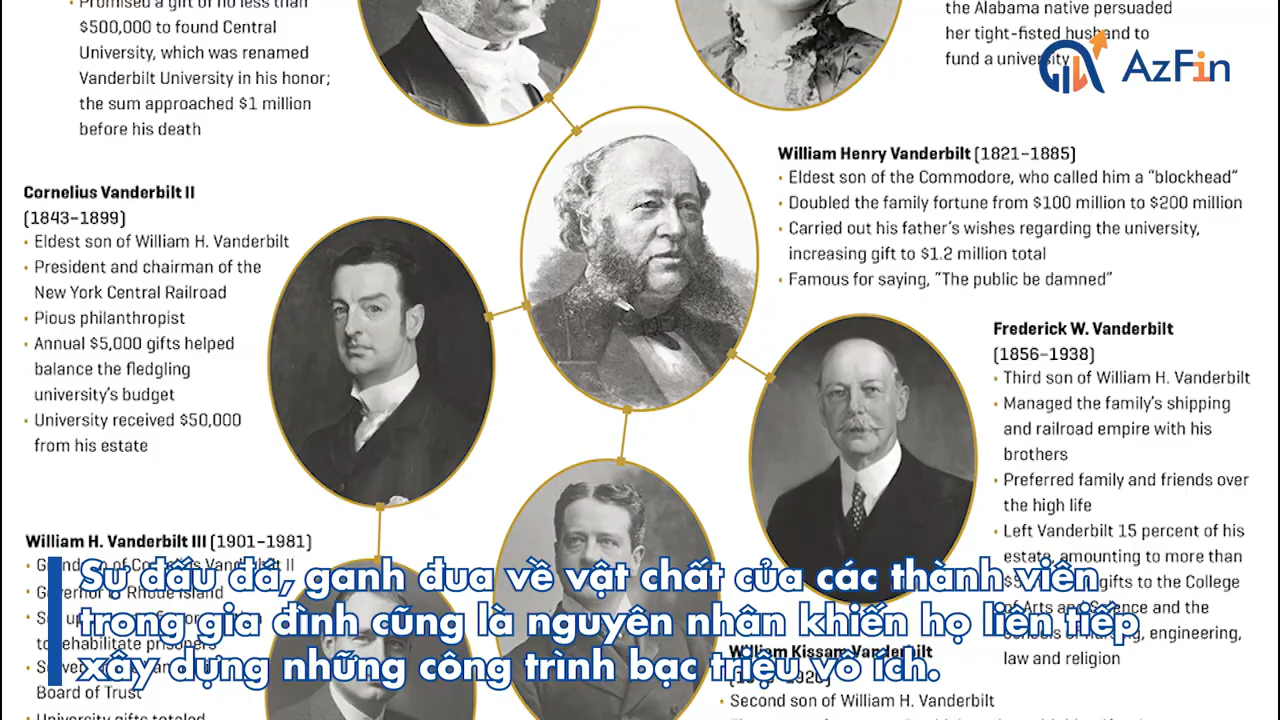 Promised a gift of no less than
$500,000 to found Central
University, which was renamed
Vanderbilt University in his honor;
the sum approached $1 million
before his death
the Alabama native persuaded
her tight-fisted husband to
fund a university
AzFin
William Henry Vanderbilt (1821–1885)
• Eldest son of the Commodore, who called him a “blockhead”
• Doubled the family fortune from $100 million to $200 million
• Carried out his father’s wishes regarding the university,
increasing gift to $1.2 million total
• Famous for saying, “The public be damned”
Cornelius Vanderbilt II
(1843–1899)
• Eldest son of William H. Vanderbilt
• President and chairman of the
New York Central Railroad
• Pious philanthropist
• Annual $5,000 gifts helped
balance the fledgling
university’s budget
• University received $50,000
from his estate
Frederick W. Vanderbilt
(1856–1938)
• Third son of William H. Vanderbilt
• Managed the family’s shipping
and railroad empire with his
brothers
• Preferred family and friends over
the high life
• Left Vanderbilt 15 percent of his
estate, amounting to more than
gifts to the College
of Arts and Science and the
engineering,
law and religion
William H. Vanderbilt III (1901–1981)
• Grandson of Cornelius Vanderbilt II
• Governor of Rhode Island
to rehabilitate prisoners
Board of Trust
• University gifts totaled
Sự đấu đá, ganh đua về vật chất của các thành viên
trong gia đình cũng là nguyên nhân khiến họ liên tiếp
xây dựng những công trình bạc triệu vô ích.
William Kissam Vanderbilt
• Second son of William H. Vanderbilt